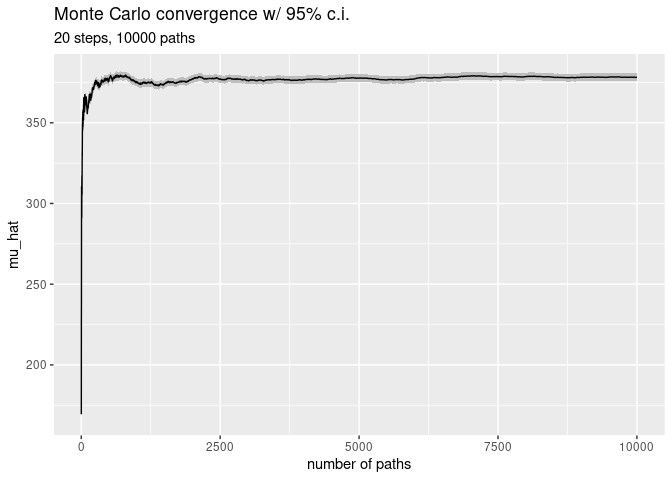 Monte Carlo convergence w/ 95% c.i.
20 steps, 10000 paths
350
300
250
200
mu_hat
0 2500 5000 7500 10000
number of paths